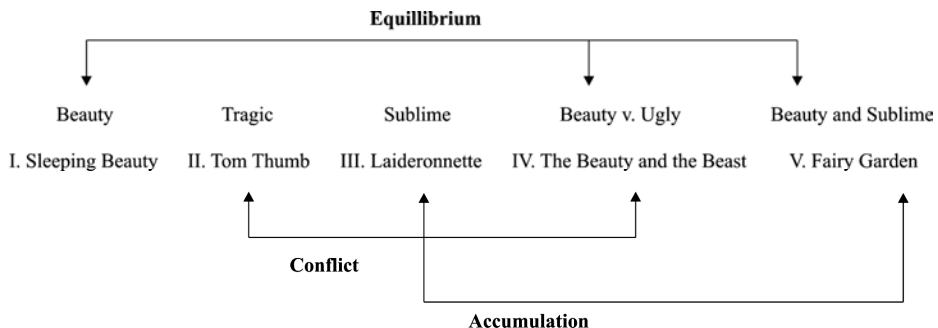 Equillibrium
Beauty Tragic Sublime Beauty v. Ugly Beauty and Sublime
I. Sleeping Beauty II. Tom Thumb III. Laideronnette IV. The Beauty and the Beast V. Fairy Garden
Conflict
Accumulation